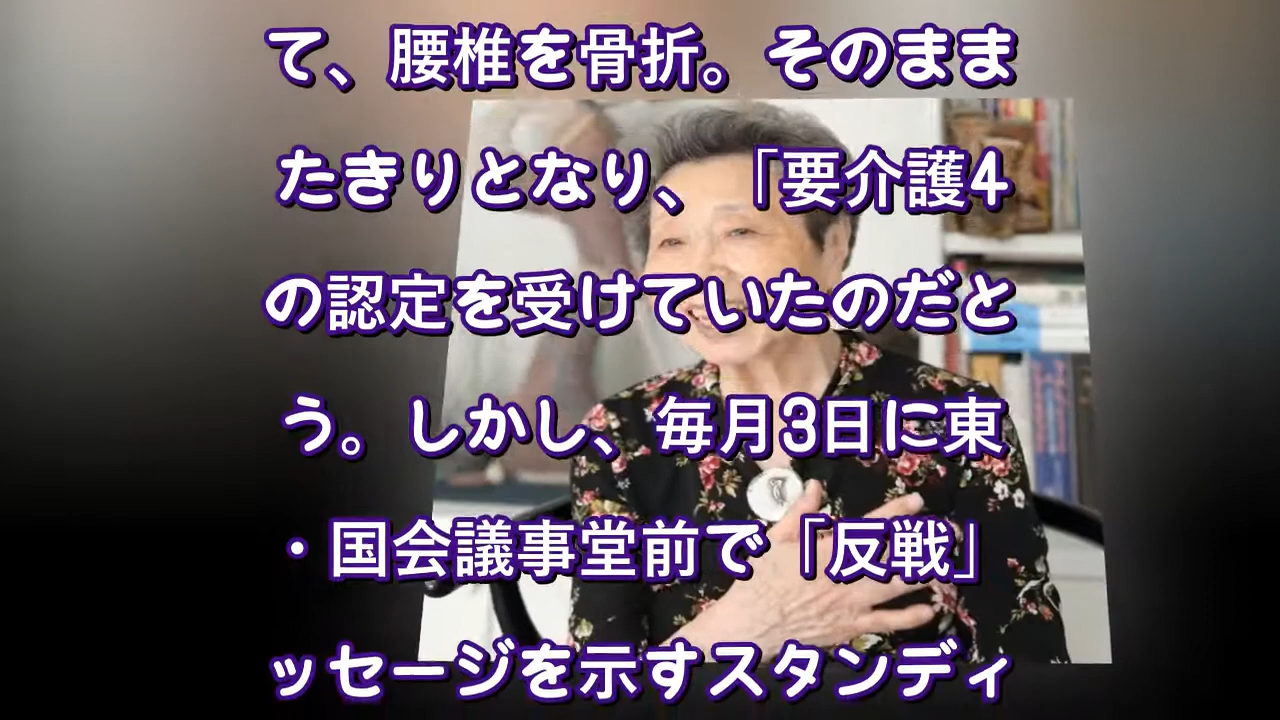 て、腰椎を骨折。そのまま
たきりとなり、「要介護4
の認定を受けていたのだと
う。しかし、毎月3日に東
・国会議事堂前で「反戦」
ッセージを示すスタンディ